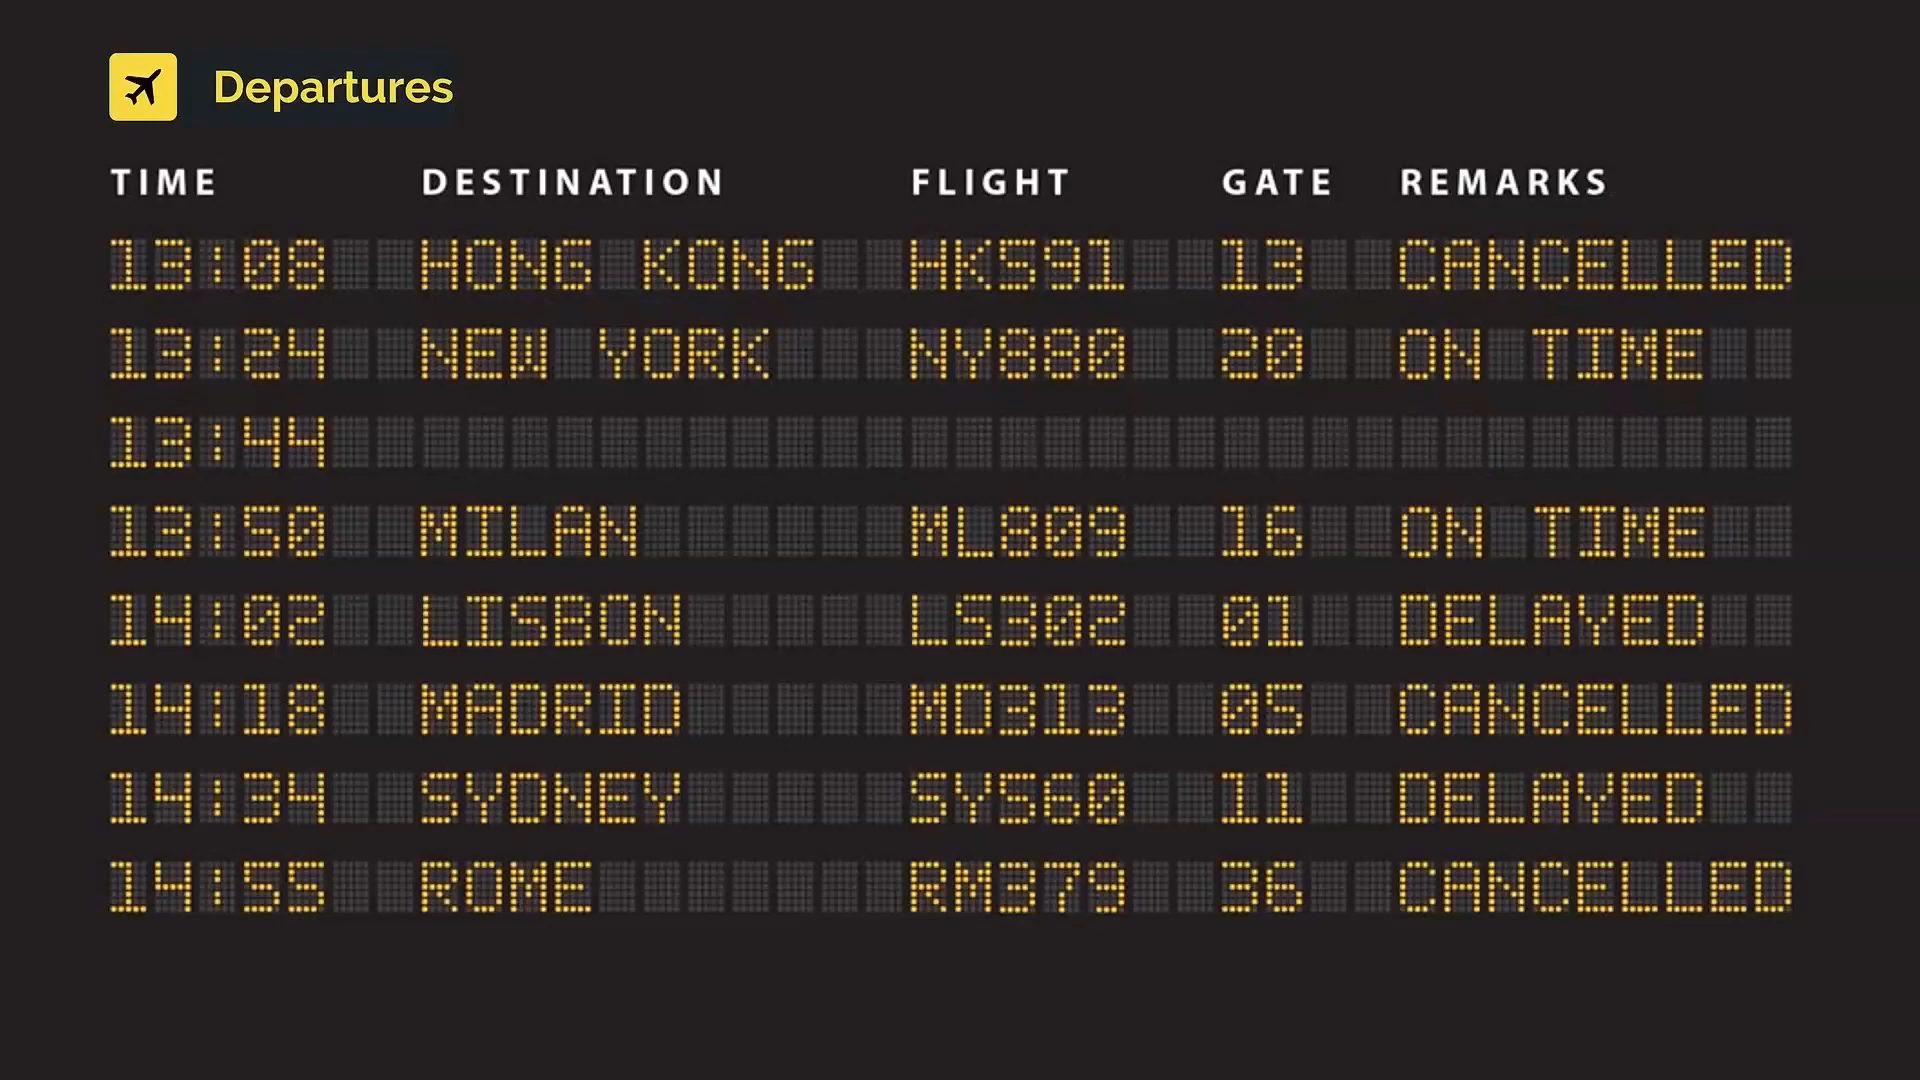 Departures
TIME DESTINATION FLIGHT GATE REMARKS
13:08 HONG KONG HK591 13 CANCELLED
13:24 NEW YORK NY880 20 ON TIME
13:44
13:50 MILAN ML809 16 ON TIME
14:02 LISBON LS302 01 DELAYED
14:18 MADRID MD313 05 CANCELLED
14:34 SYDNEY SY560 11 DELAYED
14:55 ROME RM379 36 CANCELLED